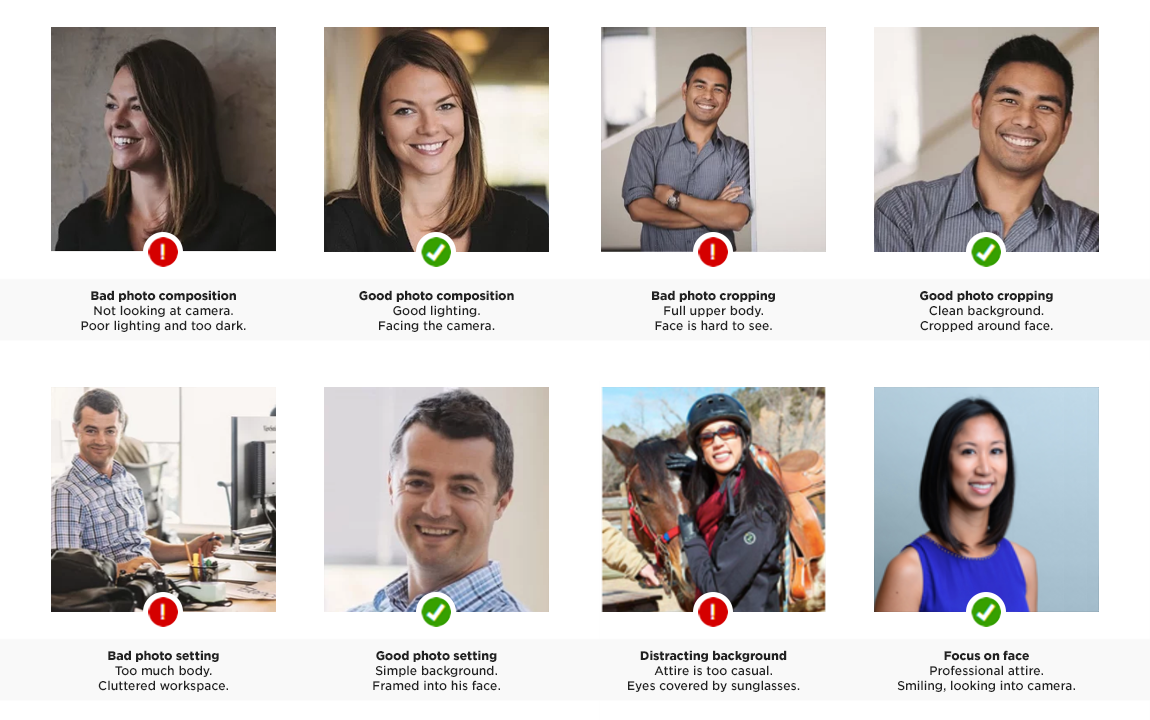 Bad photo composition
Not looking at camera.
Poor lighting and too dark.
Good photo composition
Good lighting.
Facing the camera.
Bad photo cropping
Full upper body.
Face is hard to see.
Good photo cropping
Clean background.
Cropped around face.
Bad photo setting
Too much body.
Cluttered workspace.
Good photo setting
Simple background.
Framed into his face.
Distracting background
Attire is too casual.
Eyes covered by sunglasses.
Focus on face
Professional attire.
Smiling, looking into camera.